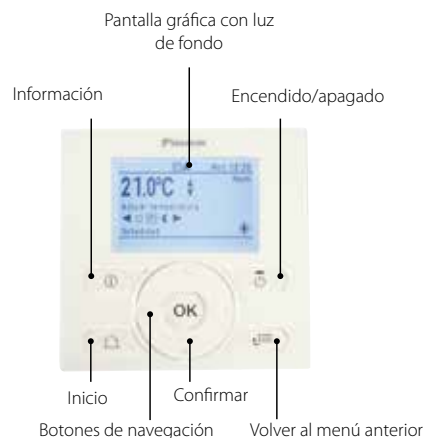 Pantalla gráfica con luz
de fondo
Información
Encendido/apagado
21.0°C
OK
Inicio
Confirmar
Botones de navegación
Volver al menú anterior